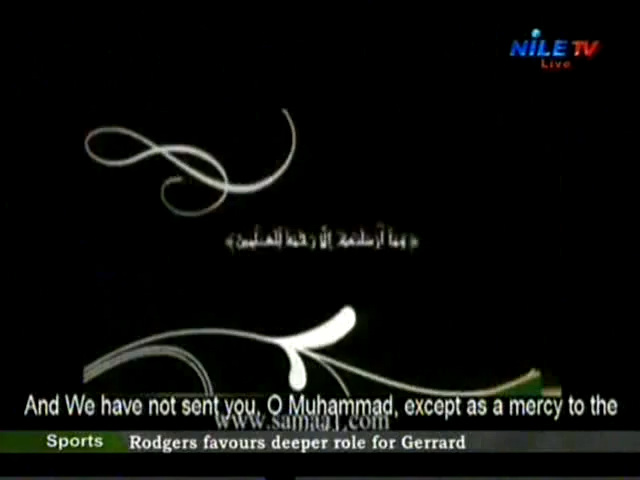 NiLE TV
Live
﴿ وما أرسلناك إلا رحمة للعالمين ﴾
And We have not sent you, O Muhammad, except as a mercy to the
www.samaa1.com
Sports Rodgers favours deeper role for Gerrard